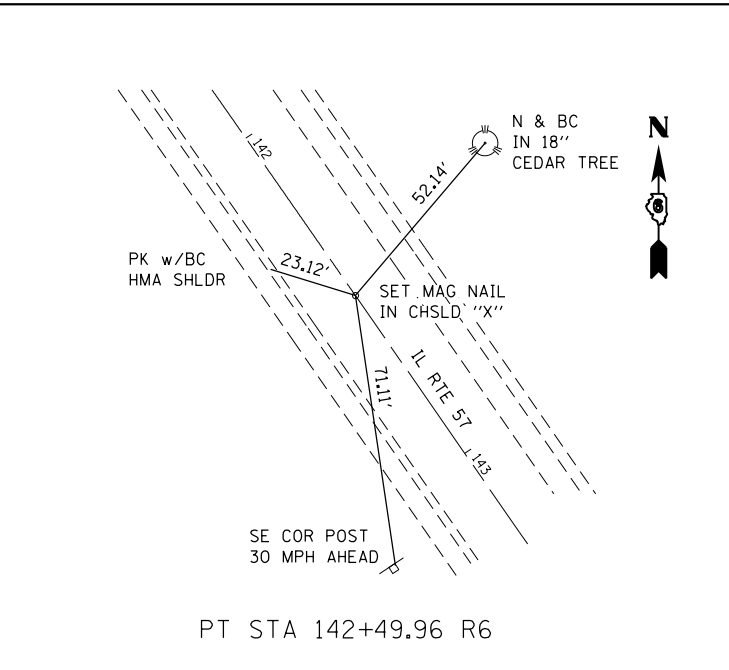 N & BC
IN 18''
CEDAR TREE
N
6
142
52.14'
PK w/BC
HMA SHLDR
23.12'
SET MAG NAIL
IN CHSLD ''X''
71.11'
IL RTE 57
143
SE COR POST
30 MPH AHEAD
PT STA 142+49.96 R6